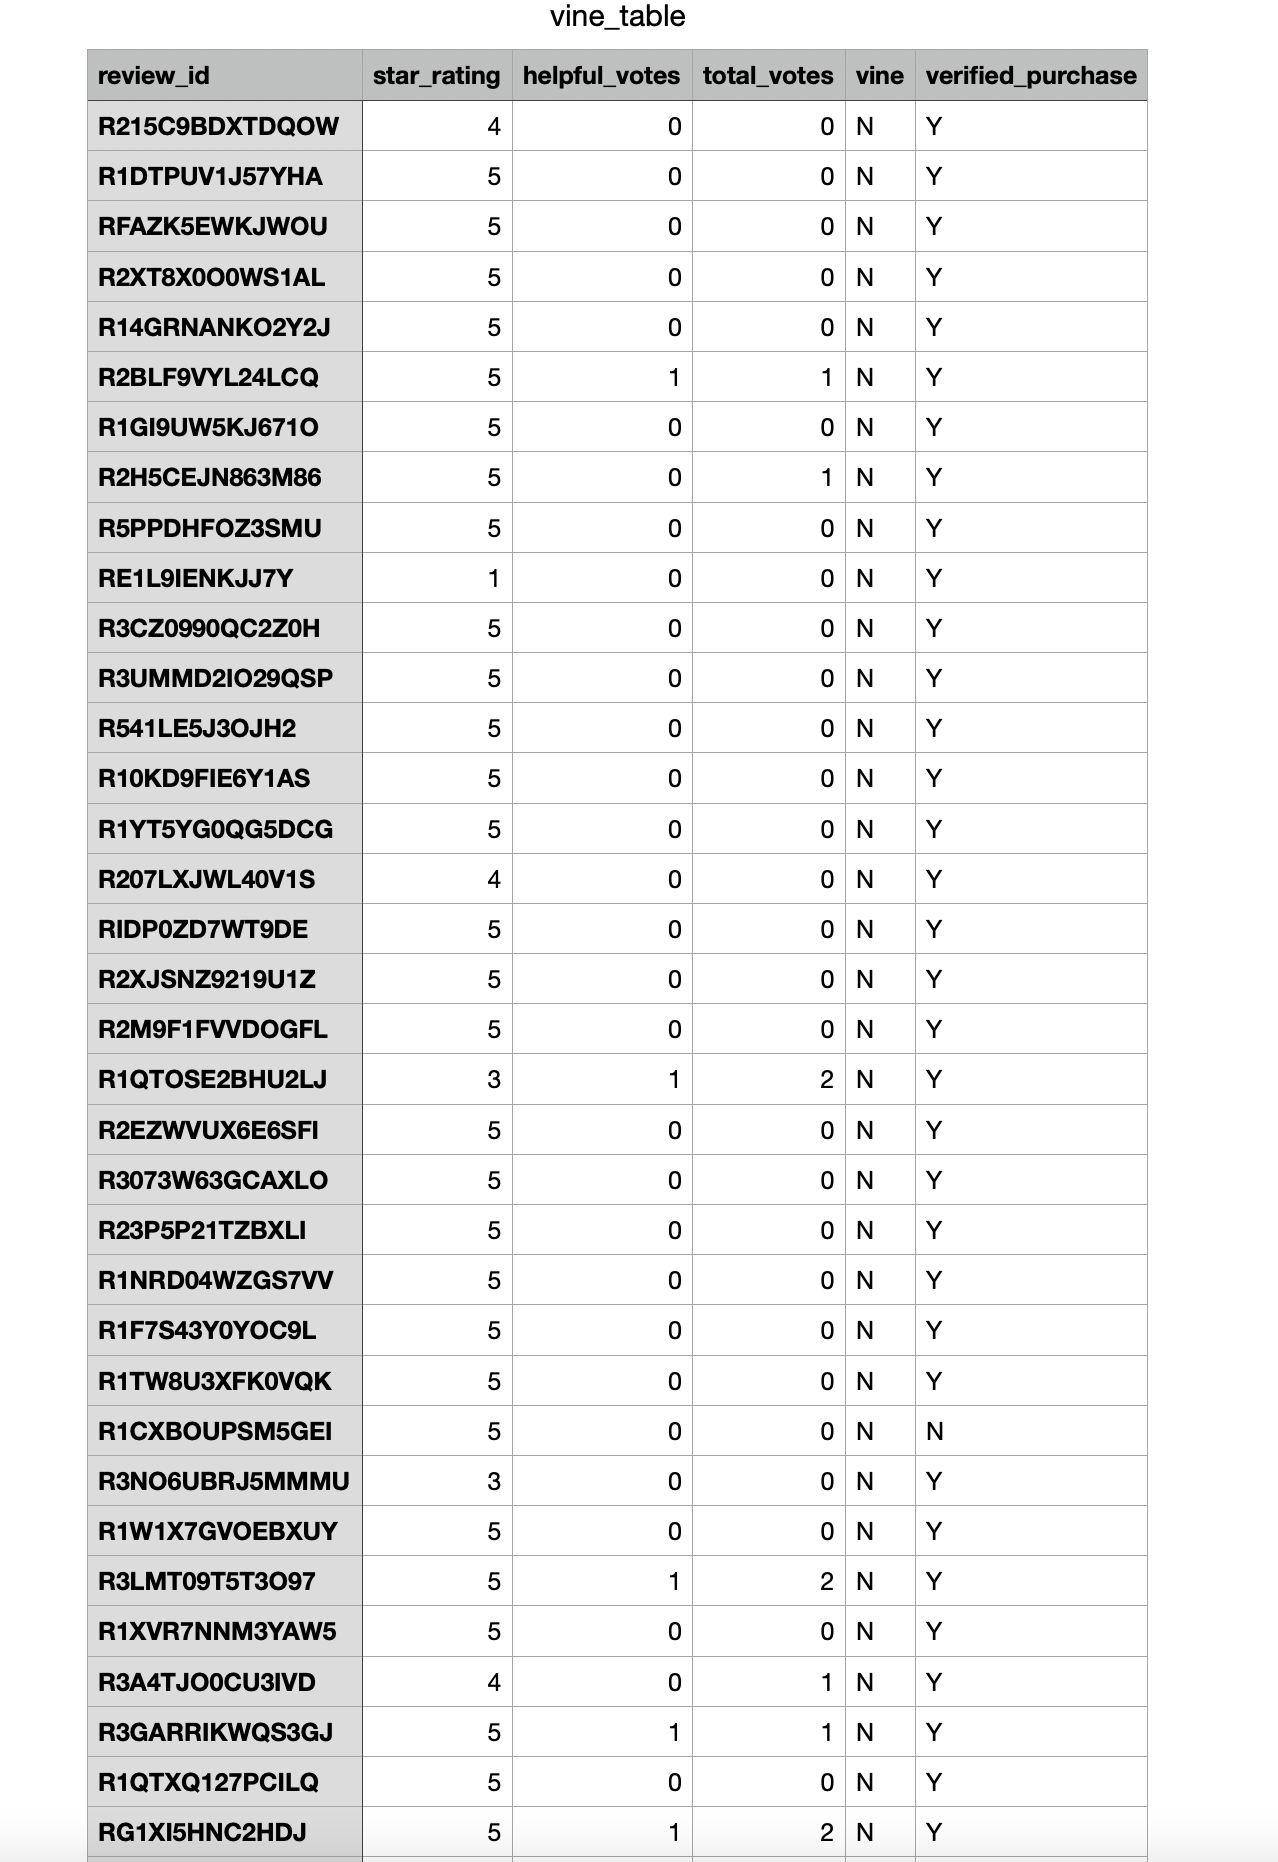 vine_table
review_id star_rating helpful_votes total_votes vine verified_purchase
R215C9BDXTDQOW 4 0 0 N Y
R1DTPUV1J57YHA 5 0 0 N Y
RFAZK5EWKJWOU 5 0 0 N Y
R2XT8X0O0WS1AL 5 0 0 N Y
R14GRNANKO2Y2J 5 0 0 N Y
R2BLF9VYL24LCQ 5 1 1 N Y
R1GI9UW5KJ671O 5 0 0 N Y
R2H5CEJN863M86 5 0 1 N Y
R5PPDHFOZ3SMU 5 0 0 N Y
RE1L9IENKJJ7Y 1 0 0 N Y
R3CZ0990QC2Z0H 5 0 0 N Y
R3UMMD2IO29QSP 5 0 0 N Y
R541LE5J3OJH2 5 0 0 N Y
R10KD9FIE6Y1AS 5 0 0 N Y
R1YT5YG0QG5DCG 5 0 0 N Y
R207LXJWL40V1S 4 0 0 N Y
RIDP0ZD7WT9DE 5 0 0 N Y
R2XJSNZ9219U1Z 5 0 0 N Y
R2M9F1FVVDOGFL 5 0 0 N Y
R1QTOSE2BHU2LJ 3 1 2 N Y
R2EZWVUX6E6SFI 5 0 0 N Y
R3073W63GCAXLO 5 0 0 N Y
R23P5P21TZBXLI 5 0 0 N Y
R1NRD04WZGS7VV 5 0 0 N Y
R1F7S43Y0YOC9L 5 0 0 N Y
R1TW8U3XFK0VQK 5 0 0 N Y
R1CXBOUPSM5GEI 5 0 0 N N
R3NO6UBRJ5MMMU 3 0 0 N Y
R1W1X7GVOEBXUY 5 0 0 N Y
R3LMT09T5T3O97 5 1 2 N Y
R1XVR7NNM3YAW5 5 0 0 N Y
R3A4TJO0CU3IVD 4 0 1 N Y
R3GARRIKWQS3GJ 5 1 1 N Y
R1QTXQ127PCILQ 5 0 0 N Y
RG1XI5HNC2HDJ 5 1 2 N Y